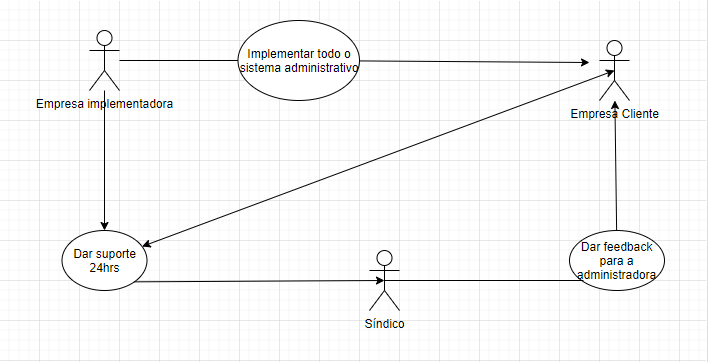 Implementar todo o
sistema administrativo
Empresa implementadora
Empresa Cliente
Dar suporte
24hrs
Dar feedback
para a
administradora
Síndico